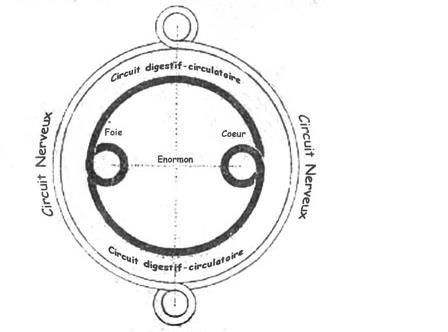 Circuit digestif-circulatoire
Foie
Coeur
Enormon
Circuit Nerveux
Circuit Nerveux
Circuit digestif-circulatoire